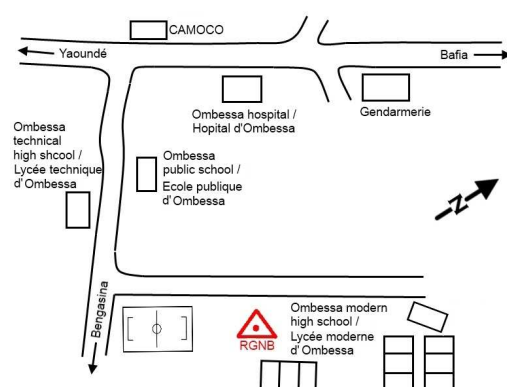 CAMOCO
Yaoundé
Bafia
Ombessa hospital /
Hopital d'Ombessa
Gendarmerie
Ombessa
technical
high shcool /
Lycée technique
d' Ombessa
Ombessa
public school /
Ecole publique
d'Ombessa
N
Bengasina
RGNB
Ombessa modern
high school /
Lycée moderne
d' Ombessa